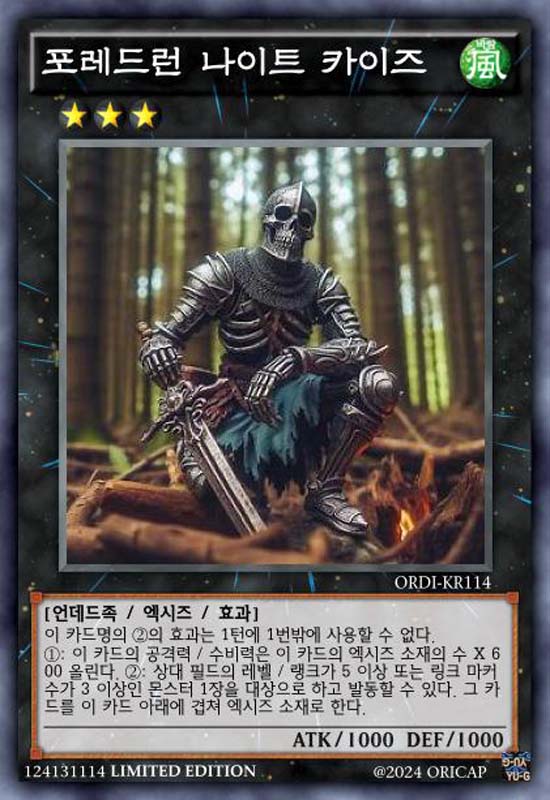 포레드런 나이트 카이즈
바람
風
ORDI-KR114
[언데드족 / 엑시즈 / 효과]
이 카드명의 ②의 효과는 1턴에 1번밖에 사용할 수 없다.
①: 이 카드의 공격력 / 수비력은 이 카드의 엑시즈 소재의 수 X 6
00 올린다. ②: 상대 필드의 레벨 / 랭크가 5 이상 또는 링크 마커
수가 3 이상인 몬스터 1장을 대상으로 하고 발동할 수 있다. 그 카
드를 이 카드 아래에 겹쳐 엑시즈 소재로 한다.
ATK/1000 DEF/1000
124131114 LIMITED EDITION
@2024 ORICAP
YU-G